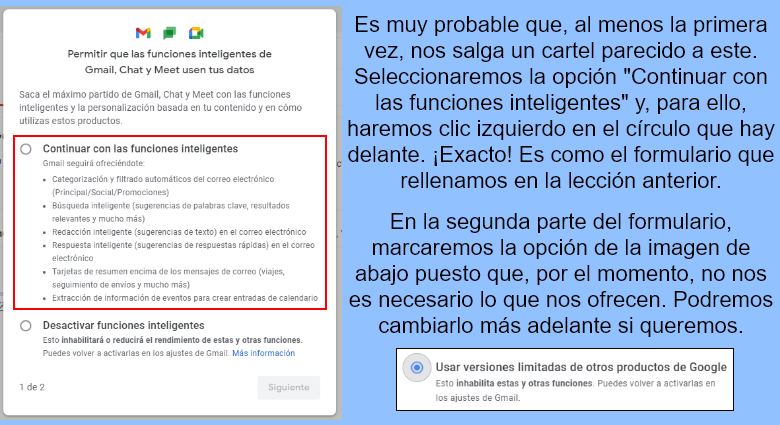 Permitir que las funciones inteligentes de
Gmail, Chat y Meet usen tus datos
Saca el máximo partido de Gmail, Chat y Meet con las funciones
inteligentes y la personalización basada en tu contenido y en cómo
utilizas estos productos.
Continuar con las funciones inteligentes
Gmail seguirá ofreciéndote:
• Categorización y filtrado automáticos del correo electrónico
(Principal/Social/Promociones)
• Búsqueda inteligente (sugerencias de palabras clave, resultados
relevantes y mucho más)
• Redacción inteligente (sugerencias de texto) en el correo electrónico
• Respuesta inteligente (sugerencias de respuestas rápidas) en el correo
electrónico
• Tarjetas de resumen encima de los mensajes de correo (viajes,
seguimiento de envíos y mucho más)
• Extracción de información de eventos para crear entradas de calendario
Desactivar funciones inteligentes
Esto inhabilitará o reducirá el rendimiento de estas y otras funciones.
Puedes volver a activarlas en los ajustes de Gmail. Más información
1 de 2
Siguiente
Es muy probable que, al menos la primera
vez, nos salga un cartel parecido a este.
Seleccionaremos la opción "Continuar con
las funciones inteligentes" y, para ello,
haremos clic izquierdo en el círculo que hay
delante. ¡Exacto! Es como el formulario que
rellenamos en la lección anterior.
En la segunda parte del formulario,
marcaremos la opción de la imagen de
abajo puesto que, por el momento, no nos
es necesario lo que nos ofrecen. Podremos
cambiarlo más adelante si queremos.
Usar versiones limitadas de otros productos de Google
Esto inhabilita estas y otras funciones. Puedes volver a activarlas en
los ajustes de Gmail.